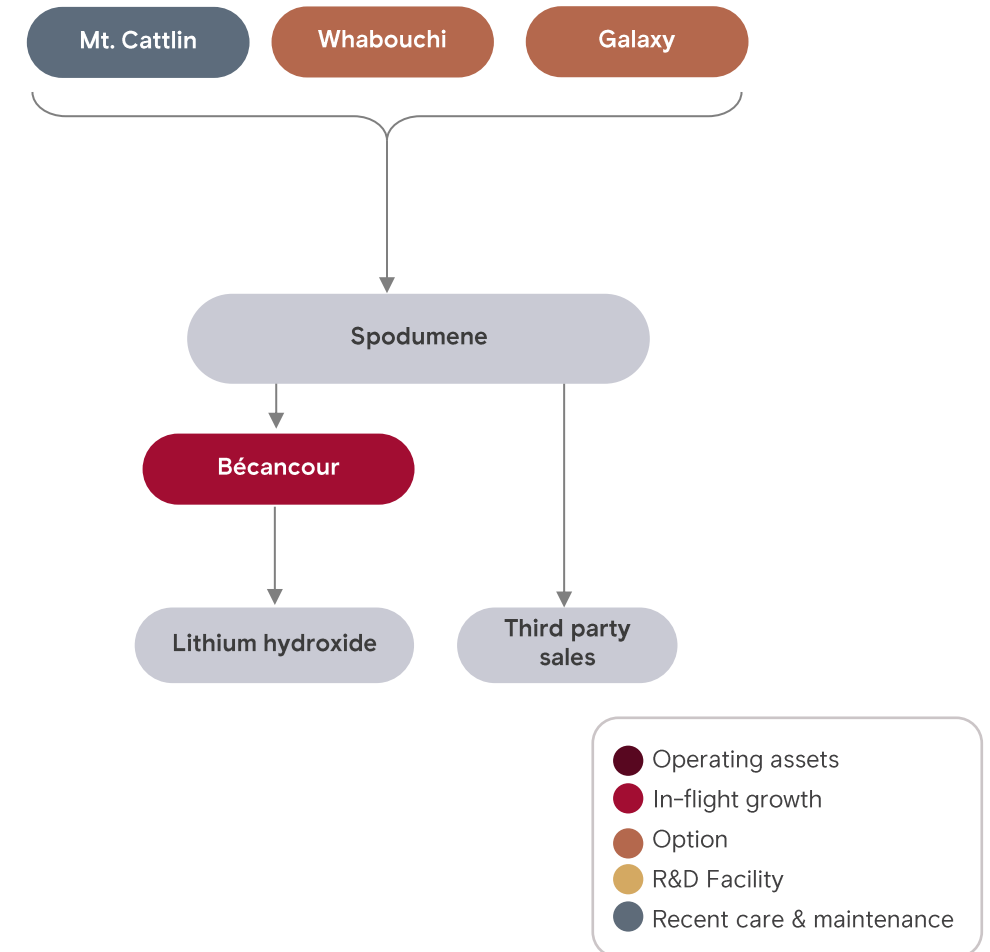 Mt. Cattlin
Whabouchi
Galaxy
Spodumene
Bécancour
Lithium hydroxide
Third party
sales
Operating assets
In-flight growth
Option
R&D Facility
Recent care & maintenance